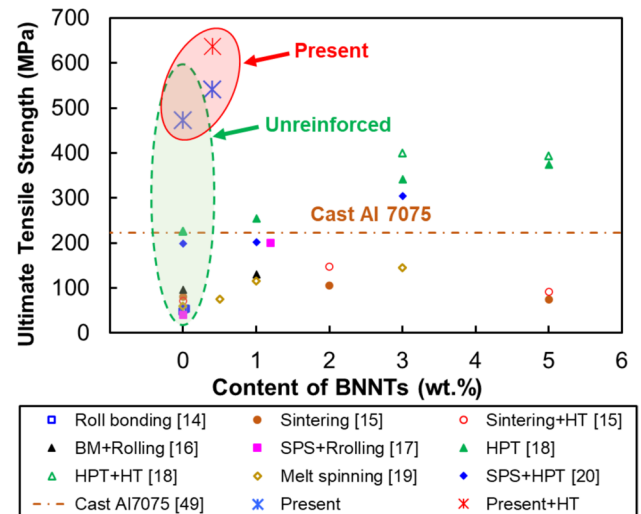 Ultimate Tensile Strength (MPa)
700
600
500
400
300
200
100
0
Present
Unreinforced
Cast Al 7075
0 1 2 3 4 5 6
Content of BNNTs (wt.%)
Roll bonding [14] Sintering [15] Sintering+HT [15]
BM+Rolling [16] SPS+Rrolling [17] HPT [18]
HPT+HT [18] Melt spinning [19] SPS+HPT [20]
Cast Al7075 [49] Present Present+HT